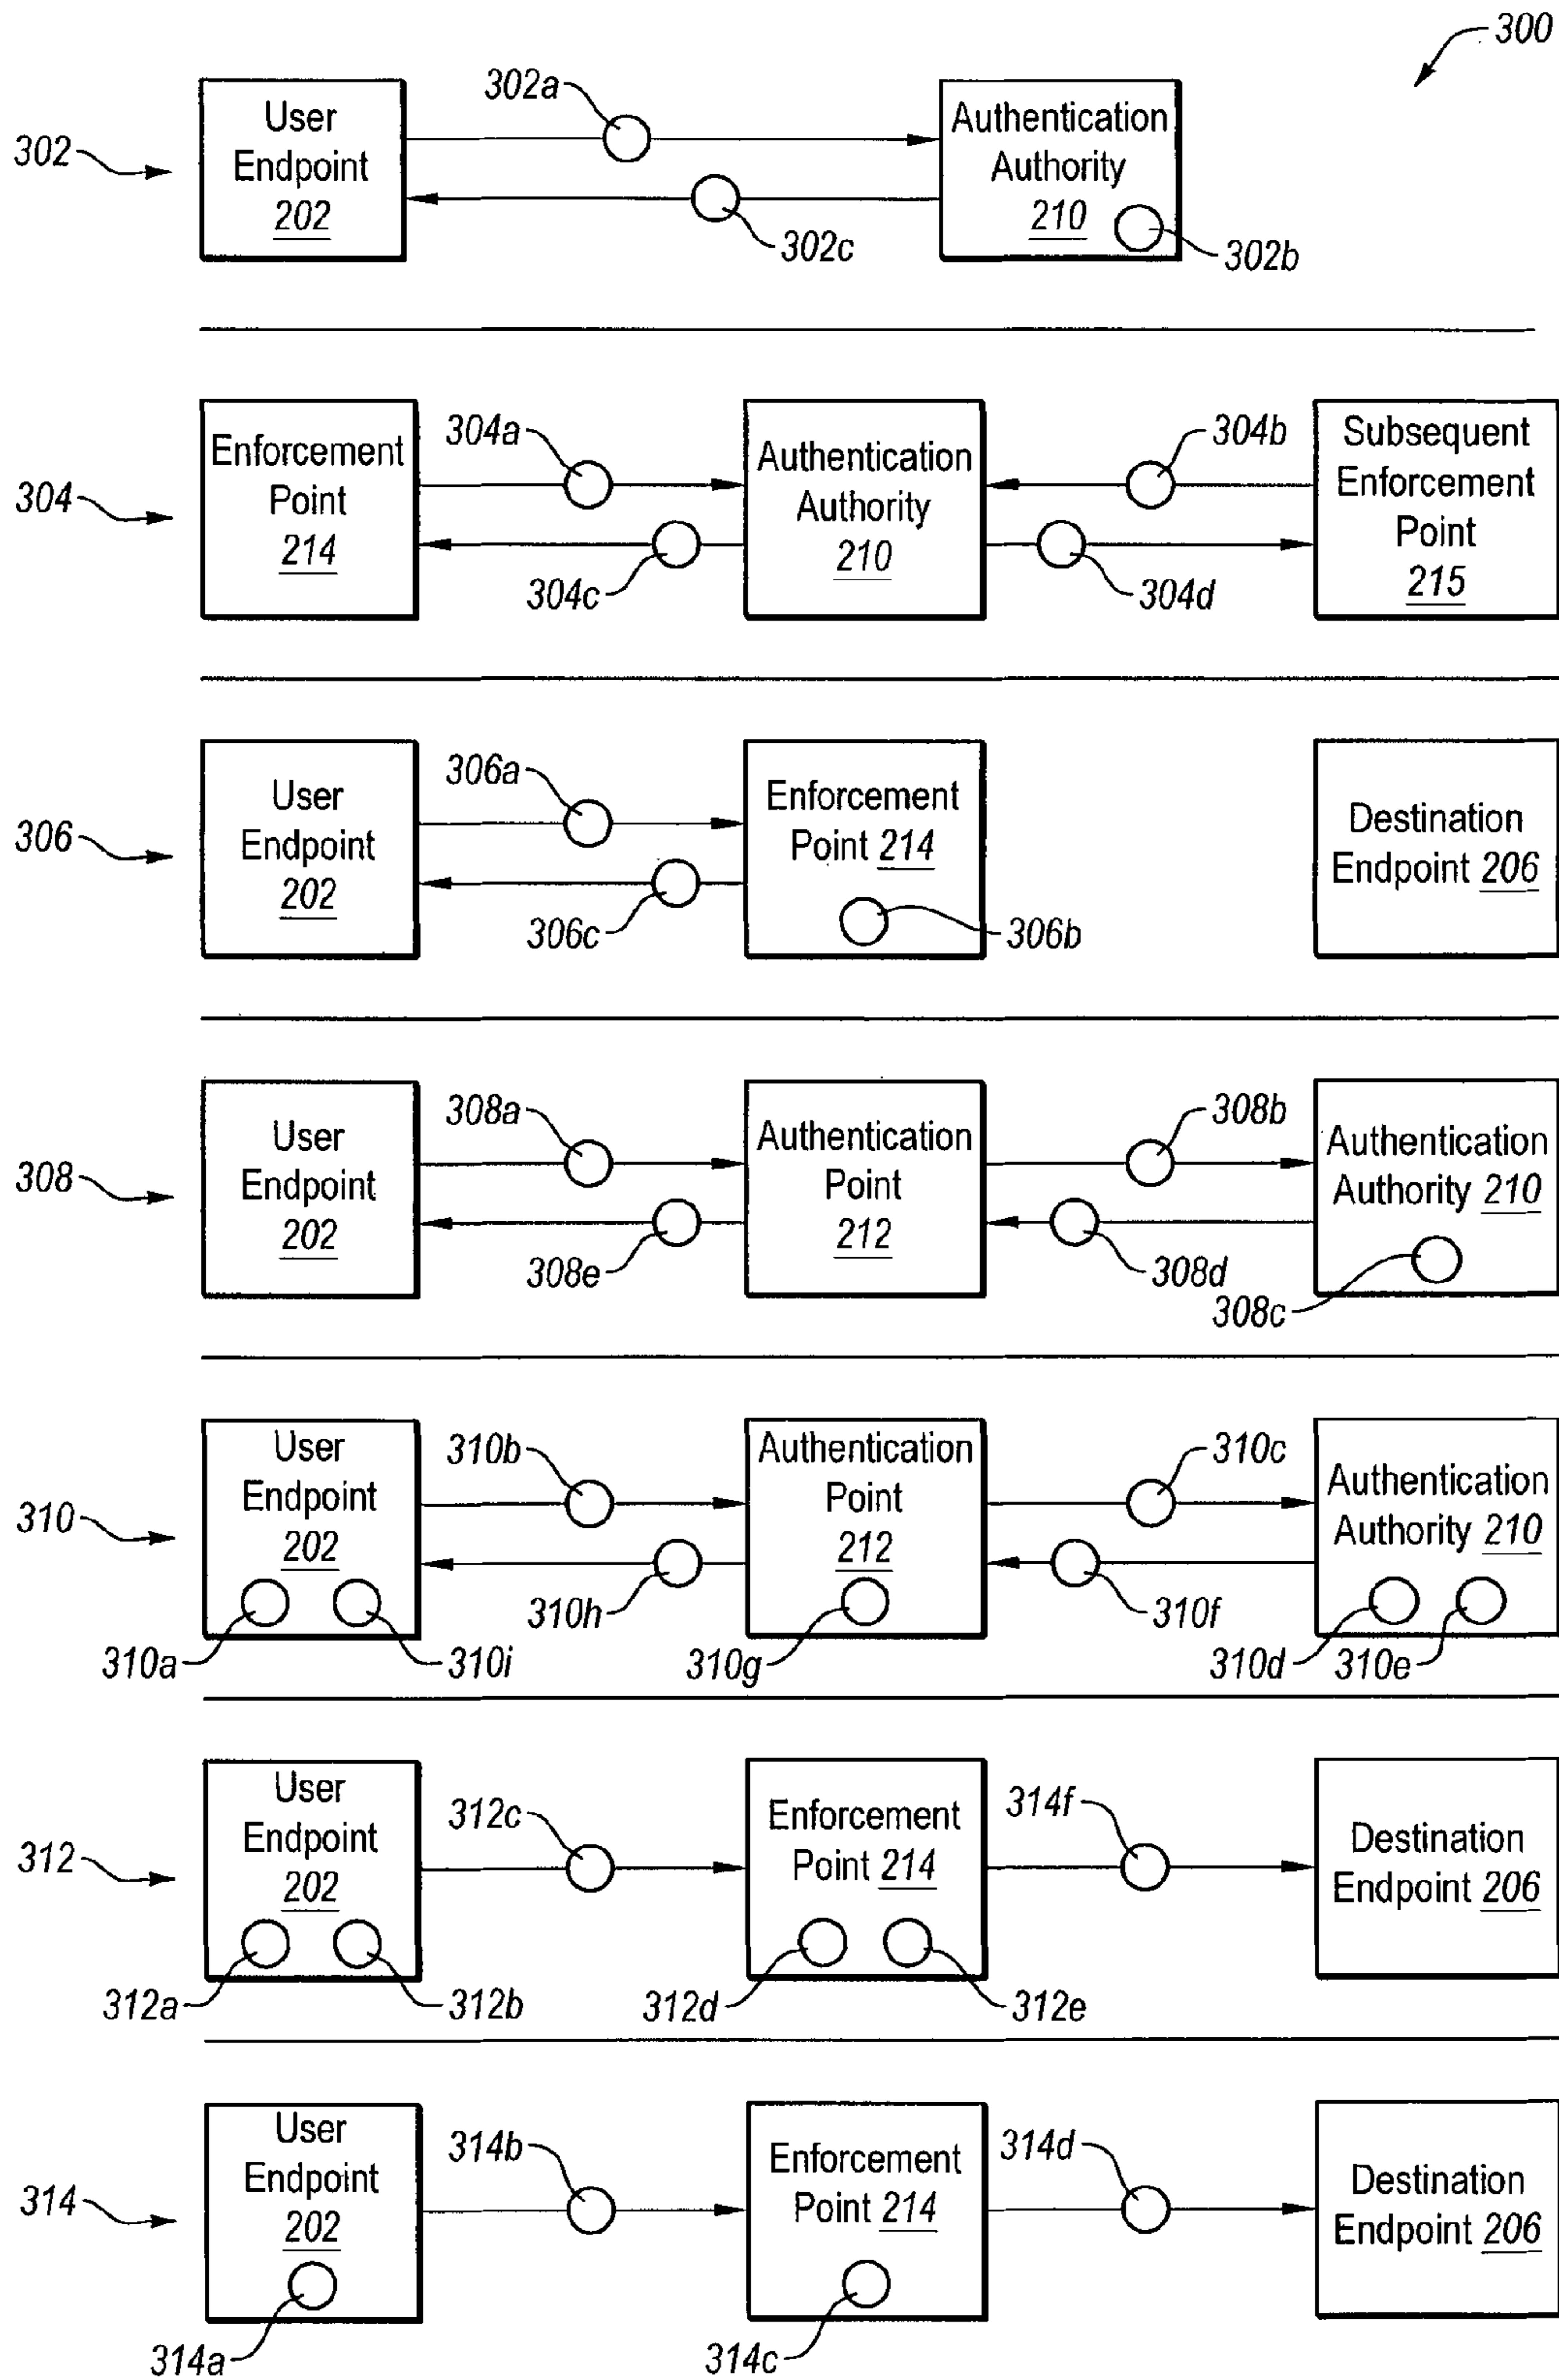 300
302
User
Endpoint
202
302a
302c
Authentication
Authority
210
302b
304
Enforcement
Point
214
304a
304c
Authentication
Authority
210
304b
304d
Subsequent
Enforcement
Point
215
306
User
Endpoint
202
306a
306c
Enforcement
Point 214
306b
Destination
Endpoint 206
308
User
Endpoint
202
308a
308e
Authentication
Point
212
308b
308d
Authentication
Authority 210
308c
310
User
Endpoint
202
310a
310i
310b
310h
Authentication
Point
212
310g
310c
310f
Authentication
Authority 210
310d
310e
312
User
Endpoint
202
312a
312b
312c
Enforcement
Point 214
312d
312e
314f
Destination
Endpoint 206
314
User
Endpoint
202
314a
314b
Enforcement
Point 214
314c
314d
Destination
Endpoint 206